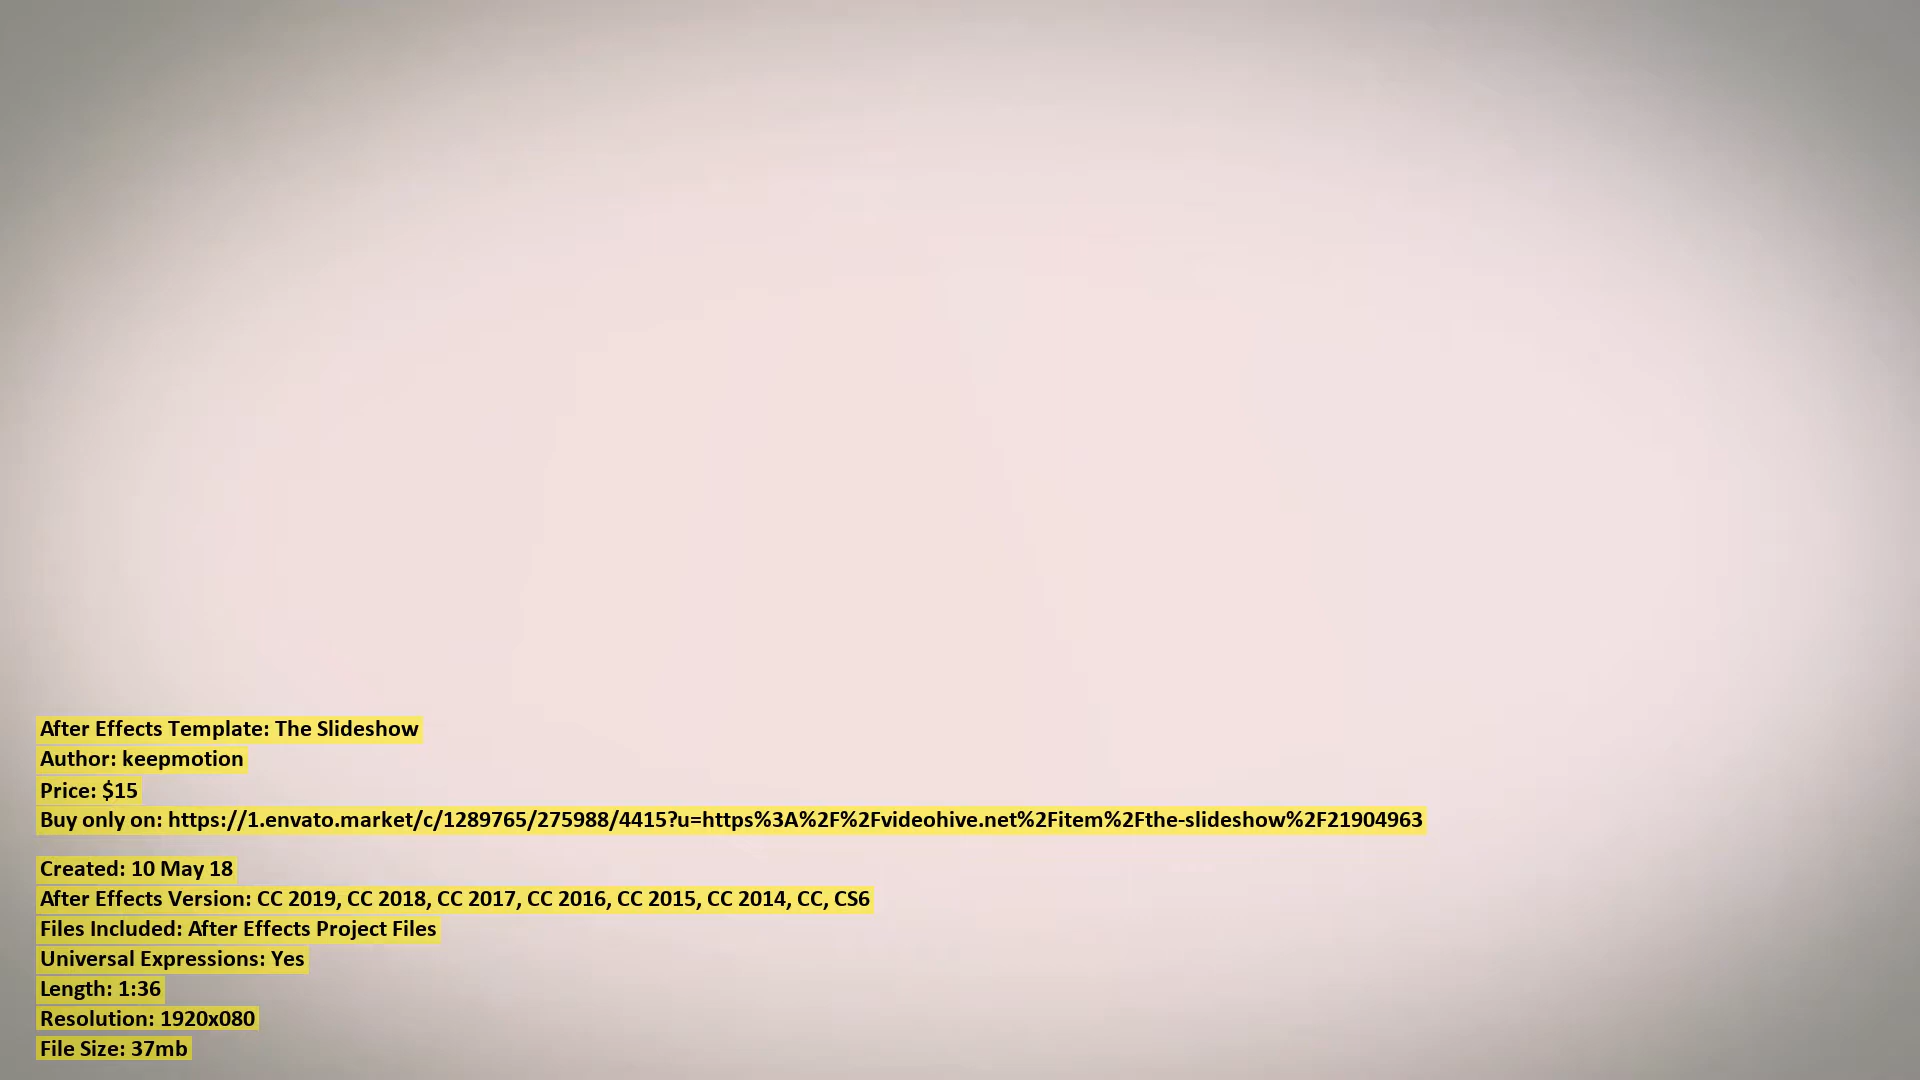 After Effects Template: The Slideshow
Author: keepmotion
Price: $15
Buy only on: https://1.envato.market/c/1289765/275988/4415?u=https%3A%2F%2Fvideohive.net%2Fitem%2Fthe-slideshow%2F21904963
Created: 10 May 18
After Effects Version: CC 2019, CC 2018, CC 2017, CC 2016, CC 2015, CC 2014, CC, CS6
Files Included: After Effects Project Files
Universal Expressions: Yes
Length: 1:36
Resolution: 1920x080
File Size: 37mb